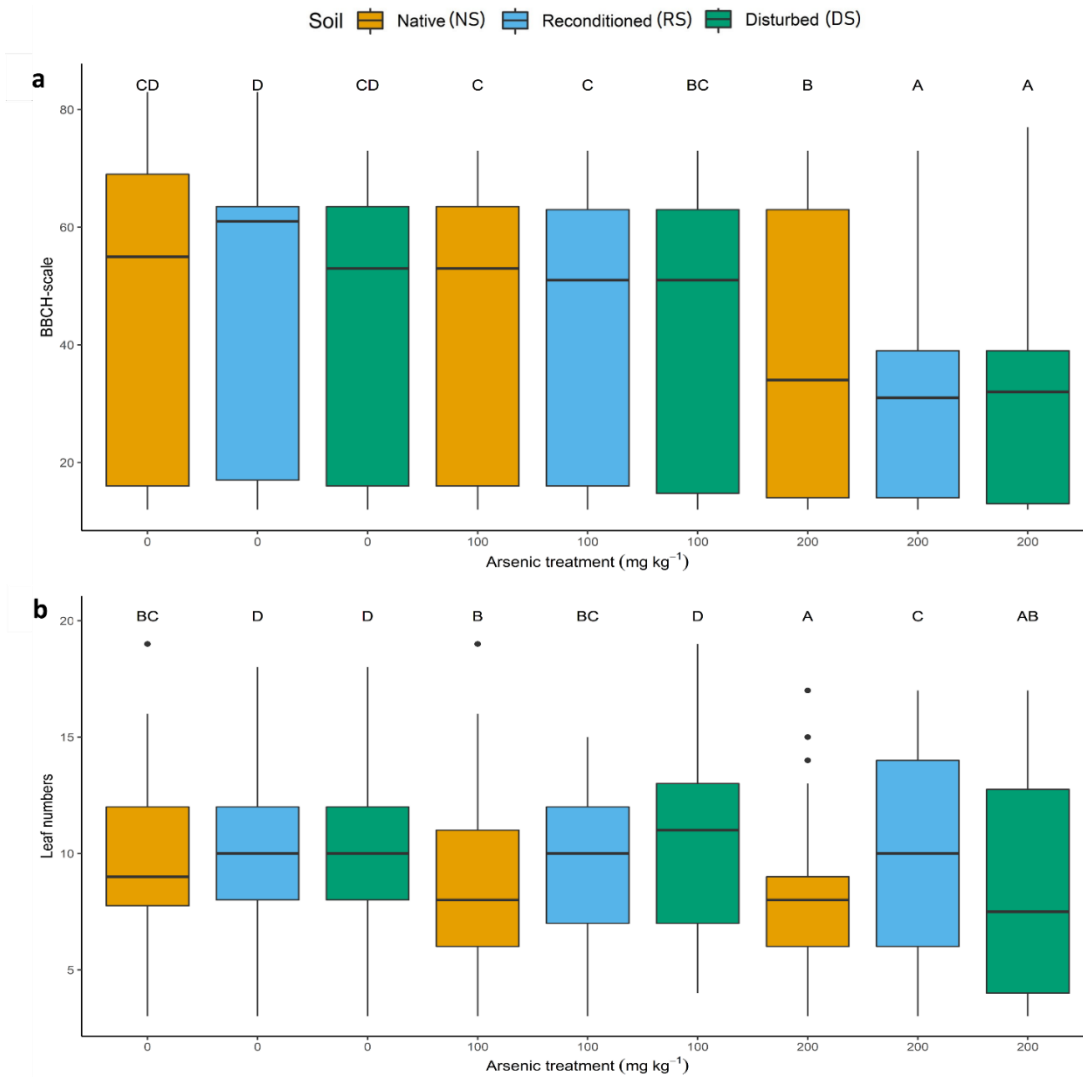 Soil Native (NS) Reconditioned (RS) Disturbed (DS)
a
CD D CD C C BC B A A
80
60
40
20
BBCH-scale
0 0 0 100 100 100 200 200 200
Arsenic treatment (mg kg⁻¹)
b
BC D D B BC D A C AB
20
15
10
5
Leaf numbers
0 0 0 100 100 100 200 200 200
Arsenic treatment (mg kg⁻¹)